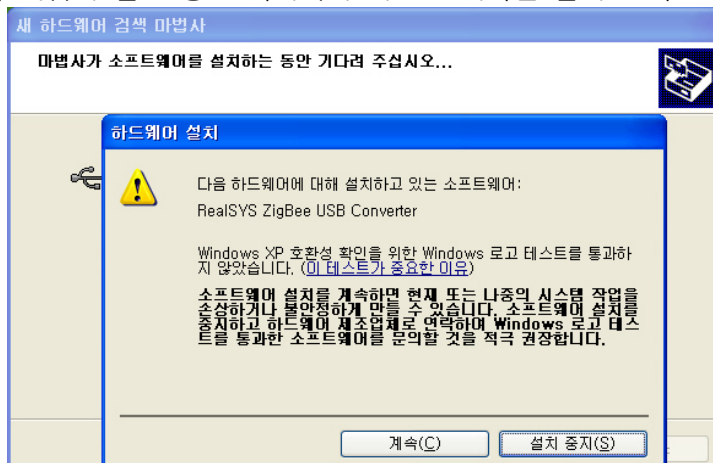 새 하드웨어 검색 마법사
마법사가 소프트웨어를 설치하는 동안 기다려 주십시오...
하드웨어 설치
다음 하드웨어에 대해 설치하고 있는 소프트웨어:
RealSYS ZigBee USB Converter
Windows XP 호환성 확인을 위한 Windows 로고 테스트를 통과하
지 않았습니다. (이 테스트가 중요한 이유)
소프트웨어 설치를 계속하면 현재 또는 나중의 시스템 작업을
손상하거나 불안정하게 만들 수 있습니다. 소프트웨어 설치를
중지하고 하드웨어 제조업체로 연락하여 Windows 로고 테스
트를 통과한 소프트웨어를 문의할 것을 적극 권장합니다.
계속(C) 설치 중지(S)